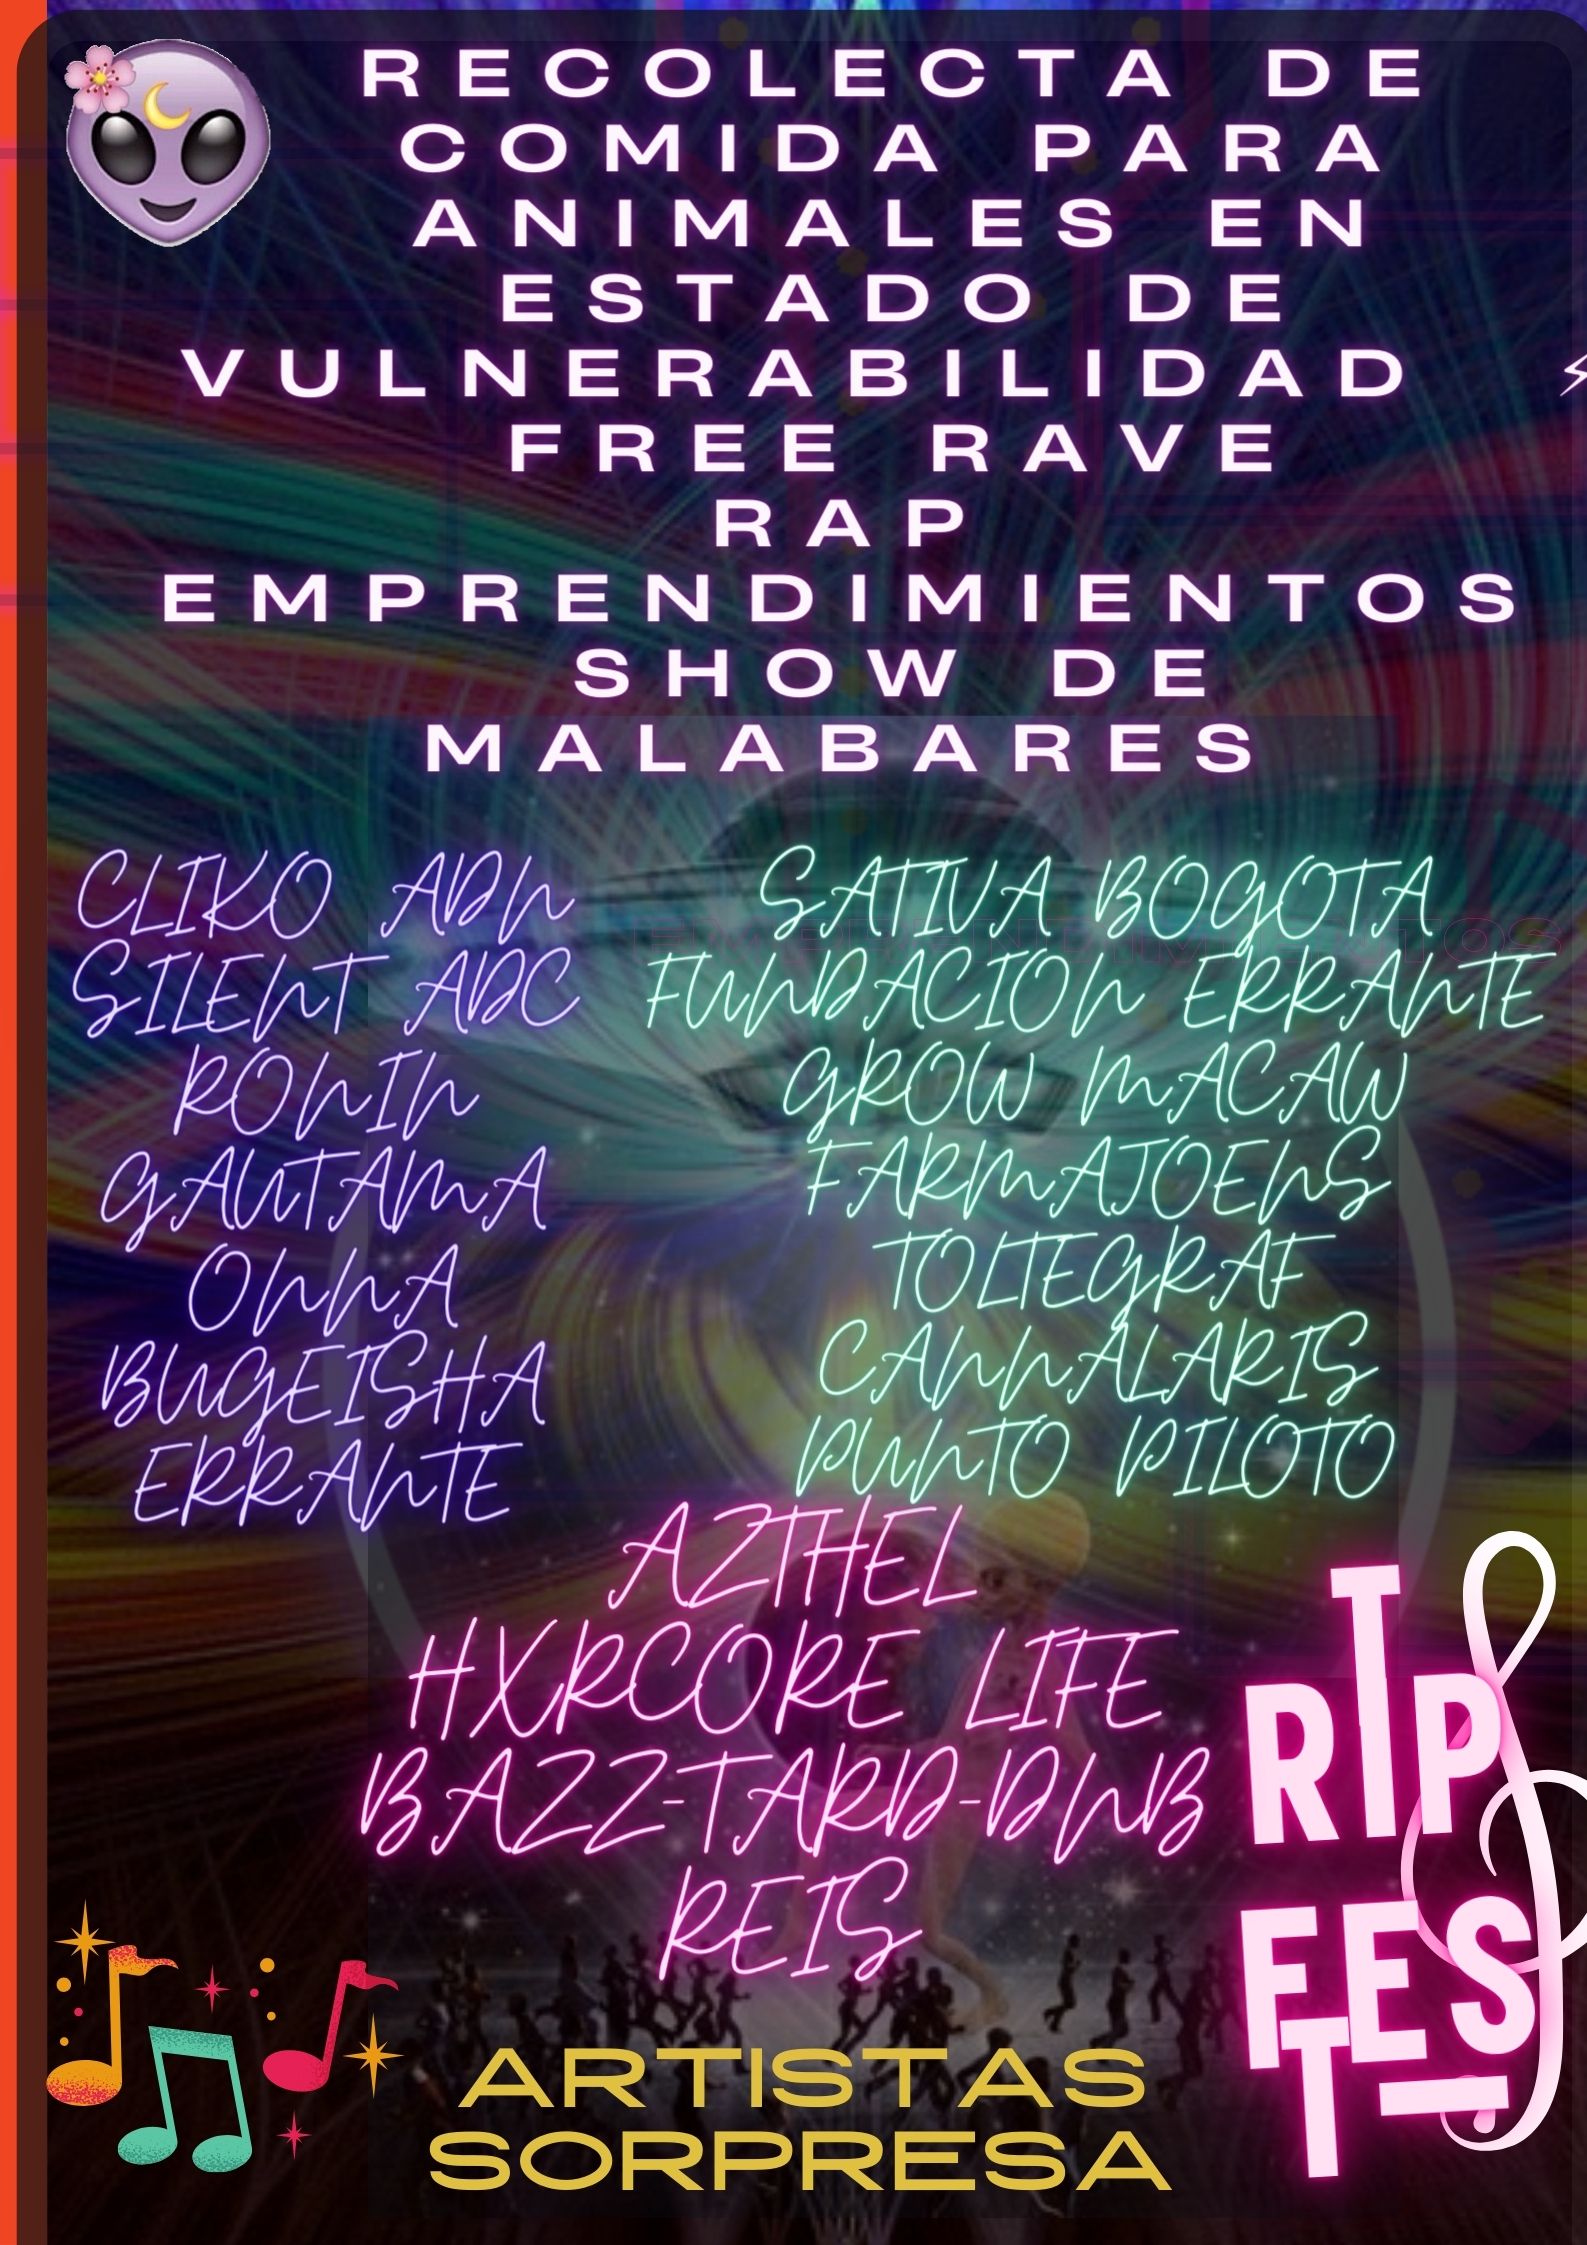 RECOLECTA DE
COMIDA PARA
ANIMALES EN
ESTADO DE
VULNERABILIDAD
FREE RAVE
RAP
EMPRENDIMIENTOS
SHOW DE
MALABARES
CLIKO ADN
SILENT ADC
RONIN
GAUTAMA
ONNA
BUGEISHA
ERRANTE
SATIVA BOGOTA
FUNDACION ERRANTE
GROW MACAW
FARMAJOENS
TOLTEGRAF
CANNALARIS
PUNTO PILOTO
AZTHEL
HXRCORE LIFE
BAZZ-TARD-DNB
REIS
TRIP
FEST
ARTISTAS
SORPRESA